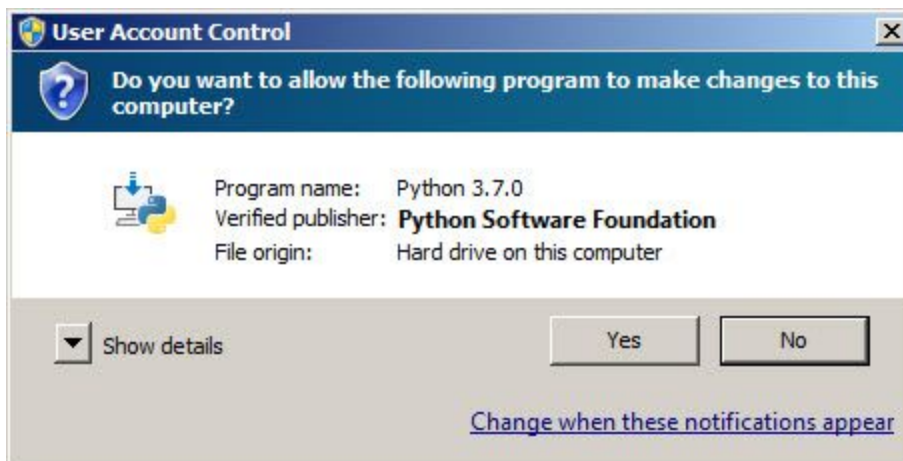 User Account Control
Do you want to allow the following program to make changes to this
computer?
Program name: Python 3.7.0
Verified publisher: Python Software Foundation
File origin: Hard drive on this computer
Show details
Yes
No
Change when these notifications appear